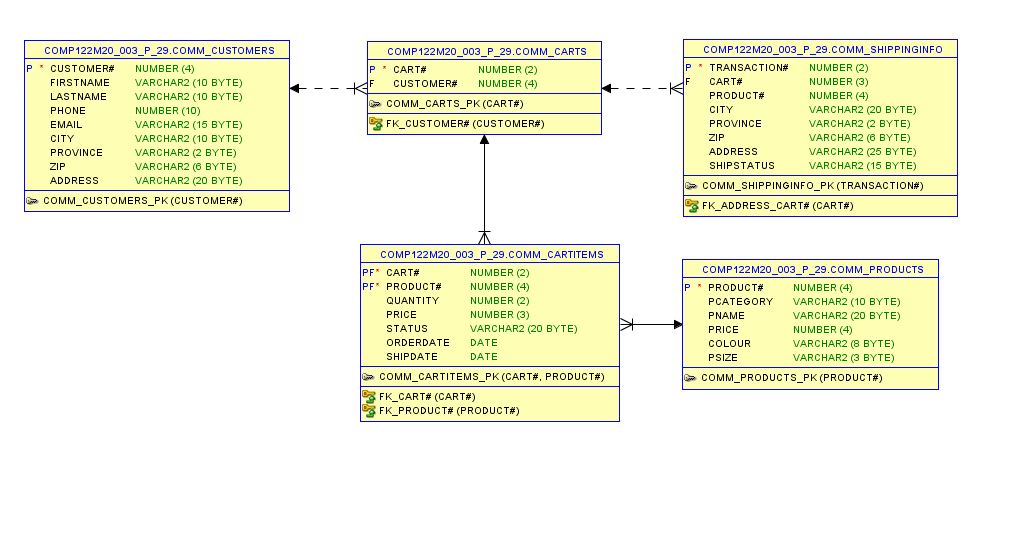 COMP122M20_003_P_29.COMM_CUSTOMERS
P * CUSTOMER# NUMBER (4)
FIRSTNAME VARCHAR2 (10 BYTE)
LASTNAME VARCHAR2 (10 BYTE)
PHONE NUMBER (10)
EMAIL VARCHAR2 (15 BYTE)
CITY VARCHAR2 (10 BYTE)
PROVINCE VARCHAR2 (2 BYTE)
ZIP VARCHAR2 (6 BYTE)
ADDRESS VARCHAR2 (20 BYTE)
COMM_CUSTOMERS_PK (CUSTOMER#)
COMP122M20_003_P_29.COMM_CARTS
P * CART# NUMBER (2)
F CUSTOMER# NUMBER (4)
COMM_CARTS_PK (CART#)
FK_CUSTOMER# (CUSTOMER#)
COMP122M20_003_P_29.COMM_SHIPPINGINFO
P * TRANSACTION# NUMBER (2)
F CART# NUMBER (3)
PRODUCT# NUMBER (4)
CITY VARCHAR2 (20 BYTE)
PROVINCE VARCHAR2 (2 BYTE)
ZIP VARCHAR2 (6 BYTE)
ADDRESS VARCHAR2 (25 BYTE)
SHIPSTATUS VARCHAR2 (15 BYTE)
COMM_SHIPPINGINFO_PK (TRANSACTION#)
FK_ADDRESS_CART# (CART#)
COMP122M20_003_P_29.COMM_CARTITEMS
PF* CART# NUMBER (2)
PF* PRODUCT# NUMBER (4)
QUANTITY NUMBER (2)
PRICE NUMBER (3)
STATUS VARCHAR2 (20 BYTE)
ORDERDATE DATE
SHIPDATE DATE
COMM_CARTITEMS_PK (CART#, PRODUCT#)
FK_CART# (CART#)
FK_PRODUCT# (PRODUCT#)
COMP122M20_003_P_29.COMM_PRODUCTS
P * PRODUCT# NUMBER (4)
PCATEGORY VARCHAR2 (10 BYTE)
PNAME VARCHAR2 (20 BYTE)
PRICE NUMBER (4)
COLOUR VARCHAR2 (8 BYTE)
PSIZE VARCHAR2 (3 BYTE)
COMM_PRODUCTS_PK (PRODUCT#)